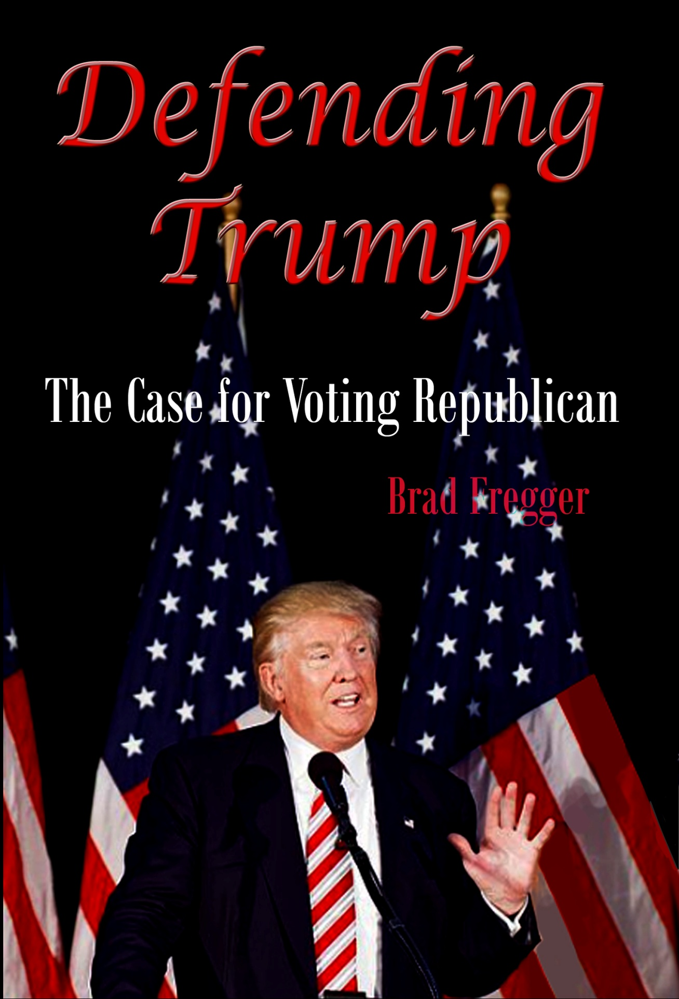 Defending
Trump
The Case for Voting Republican
Brad Fregger